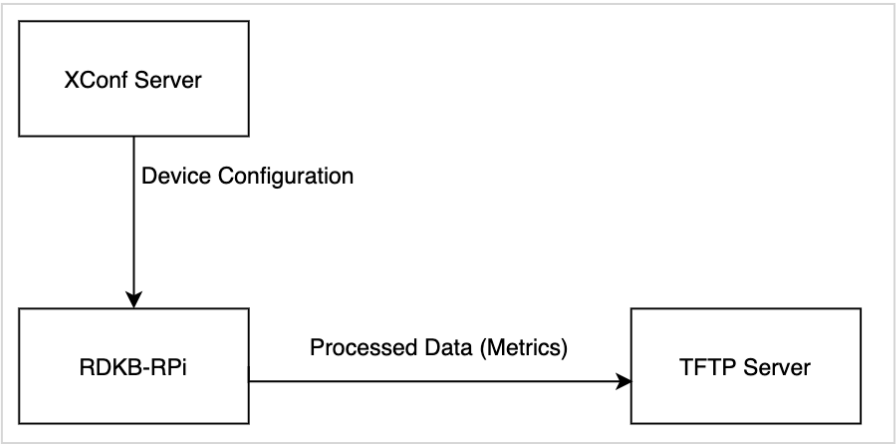 XConf Server
Device Configuration
RDKB-RPi
Processed Data (Metrics)
TFTP Server